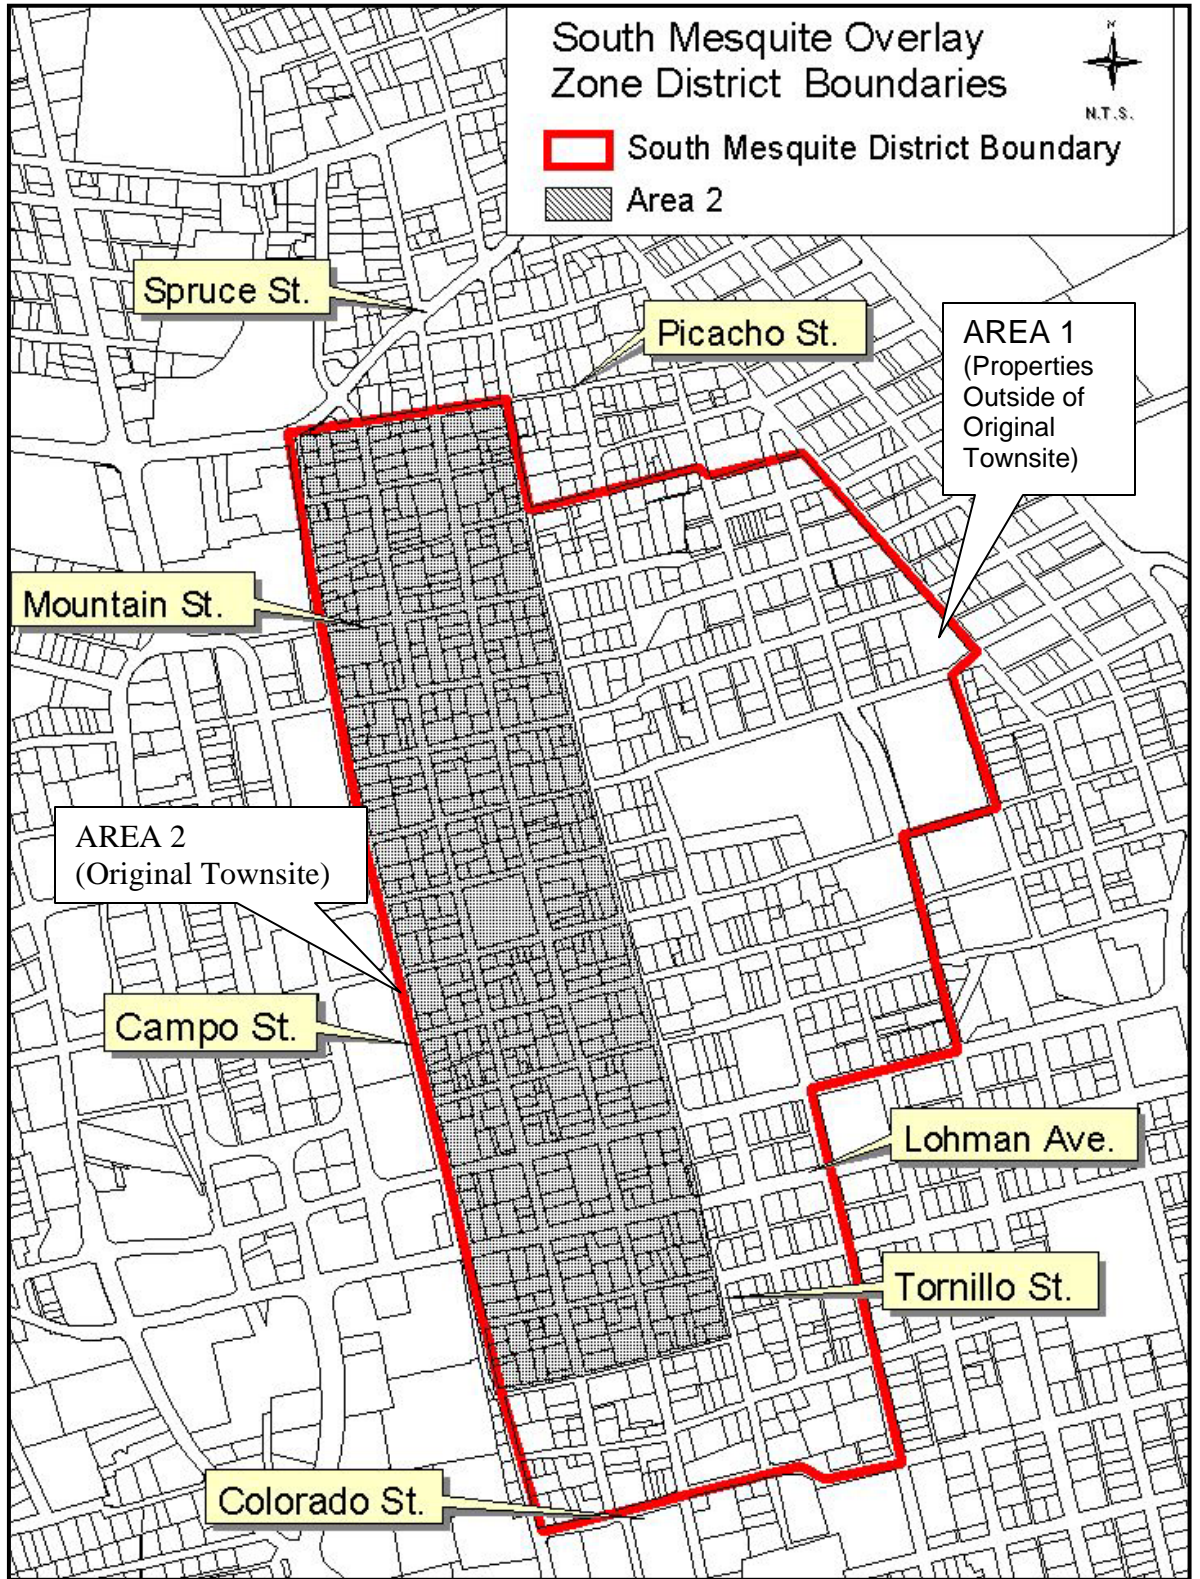 South Mesquite Overlay
Zone District Boundaries
N
N.T.S.
South Mesquite District Boundary
Area 2
Spruce St.
Picacho St.
AREA 1
(Properties
Outside of
Original
Townsite)
Mountain St.
AREA 2
(Original Townsite)
Campo St.
Lohman Ave.
Tornillo St.
Colorado St.